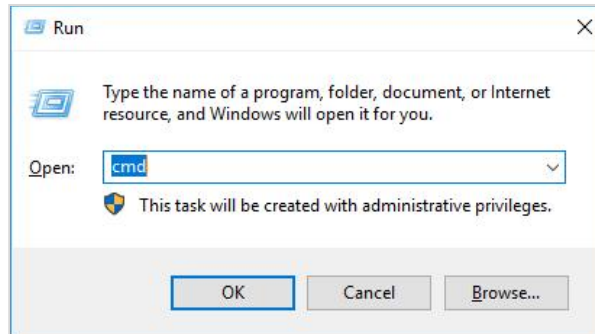 Run
Type the name of a program, folder, document, or Internet
resource, and Windows will open it for you.
Open:
cmd
This task will be created with administrative privileges.
OK
Cancel
Browse...